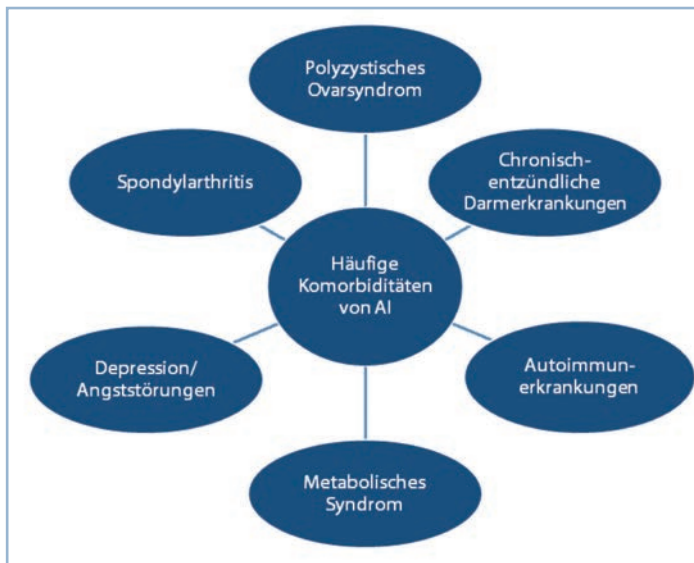 Polyzystisches
Ovarsyndrom
Chronisch-
entzündliche
Darmerkrankungen
Spondylarthritis
Häufige
Komorbiditäten
von AI
Autoimmun-
erkrankungen
Depression/
Angststörungen
Metabolisches
Syndrom